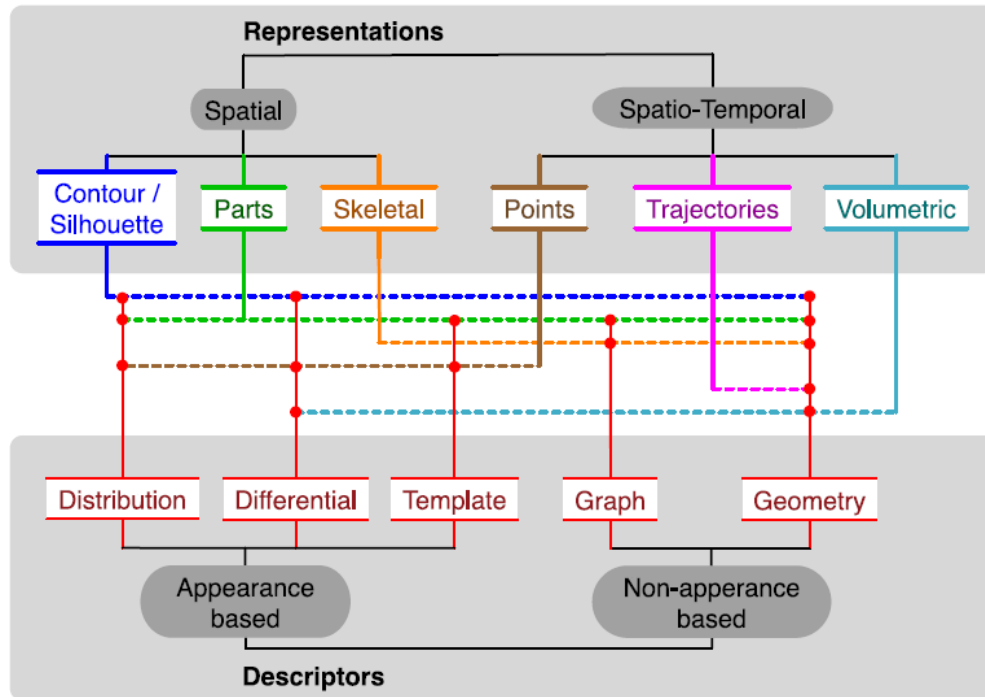 Representations
Spatial
Spatio-Temporal
Contour /
Silhouette
Parts
Skeletal
Points
Trajectories
Volumetric
Distribution
Differential
Template
Graph
Geometry
Appearance
based
Non-apperance
based
Descriptors